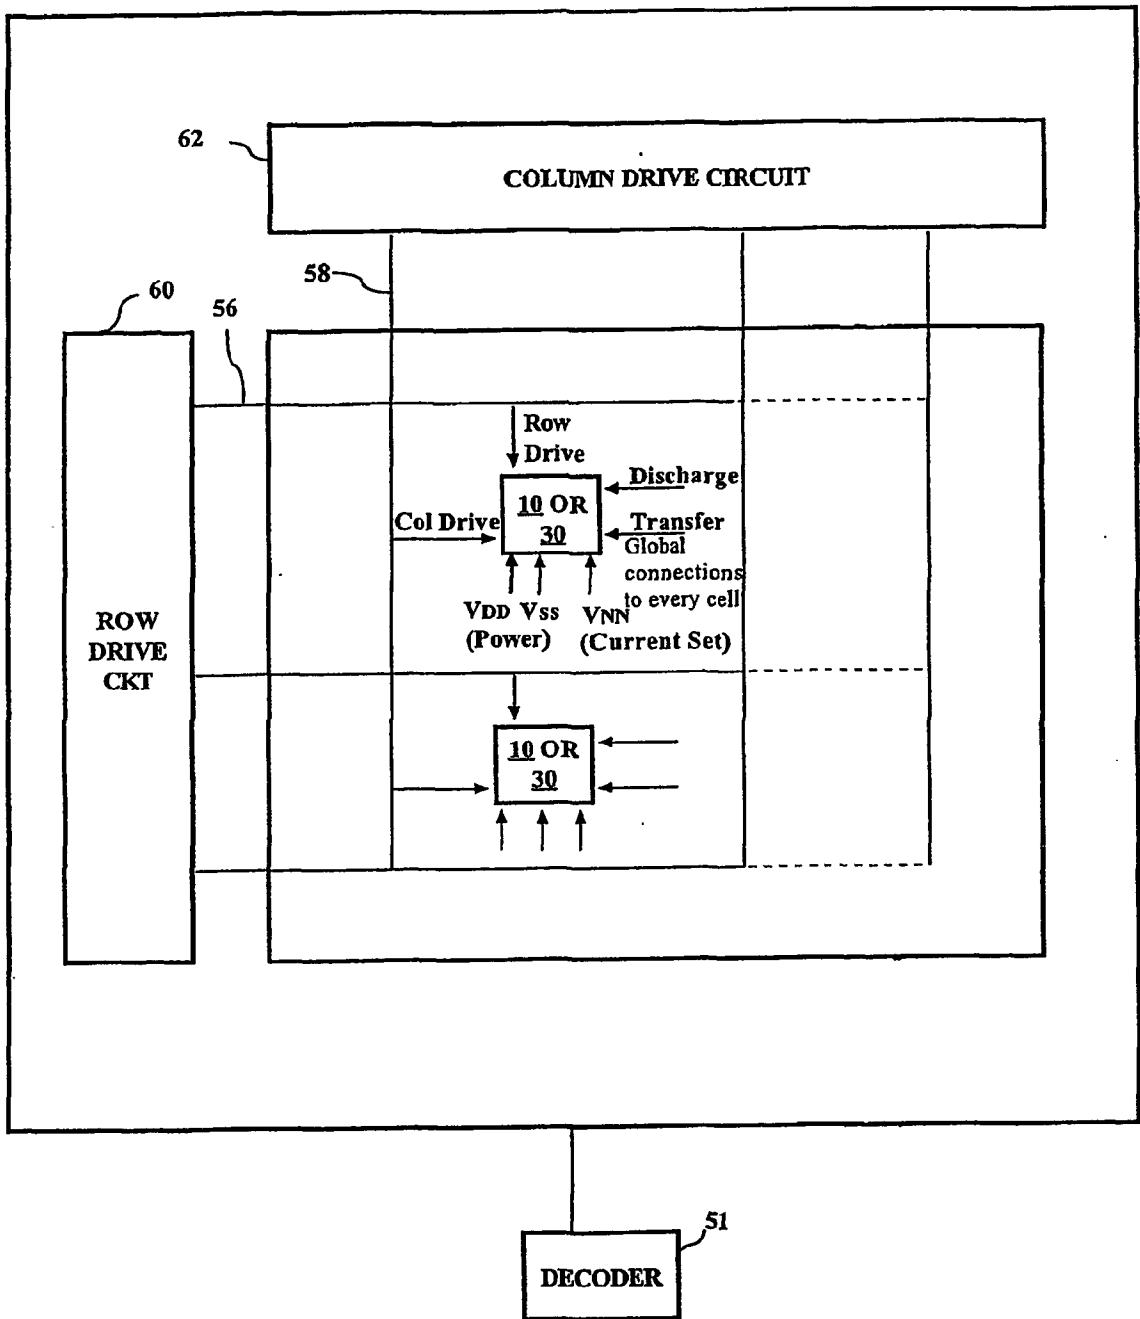 62
COLUMN DRIVE CIRCUIT
58
60
56
Row
Drive
Discharge
10 OR
30
Col Drive
Transfer
Global
connections
to every cell
VDD VSS VNN
(Power) (Current Set)
ROW
DRIVE
CKT
10 OR
30
51
DECODER